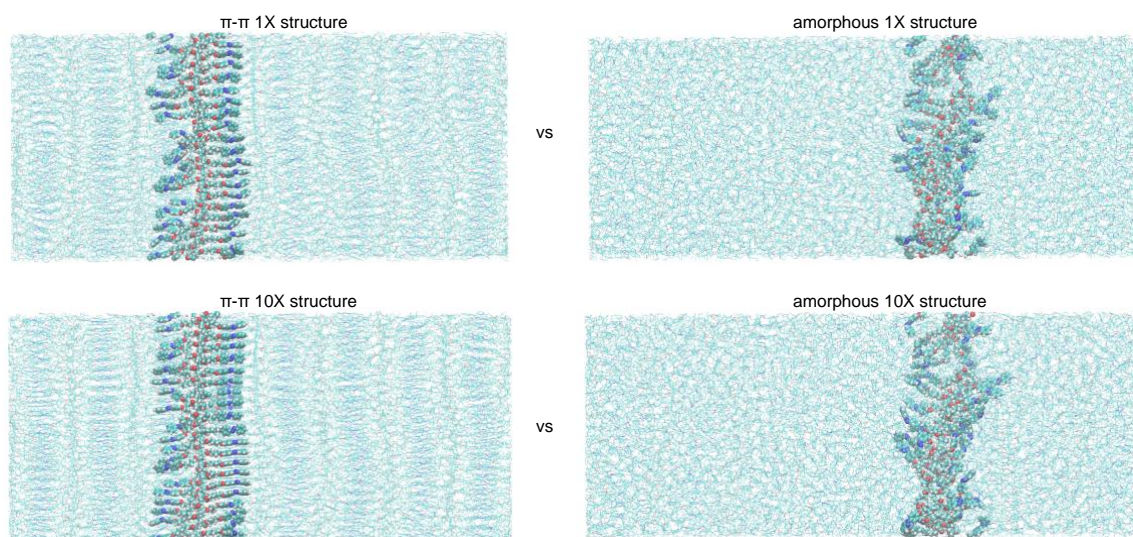 π-π 1X structure
amorphous 1X structure
vs
π-π 10X structure
amorphous 10X structure
vs